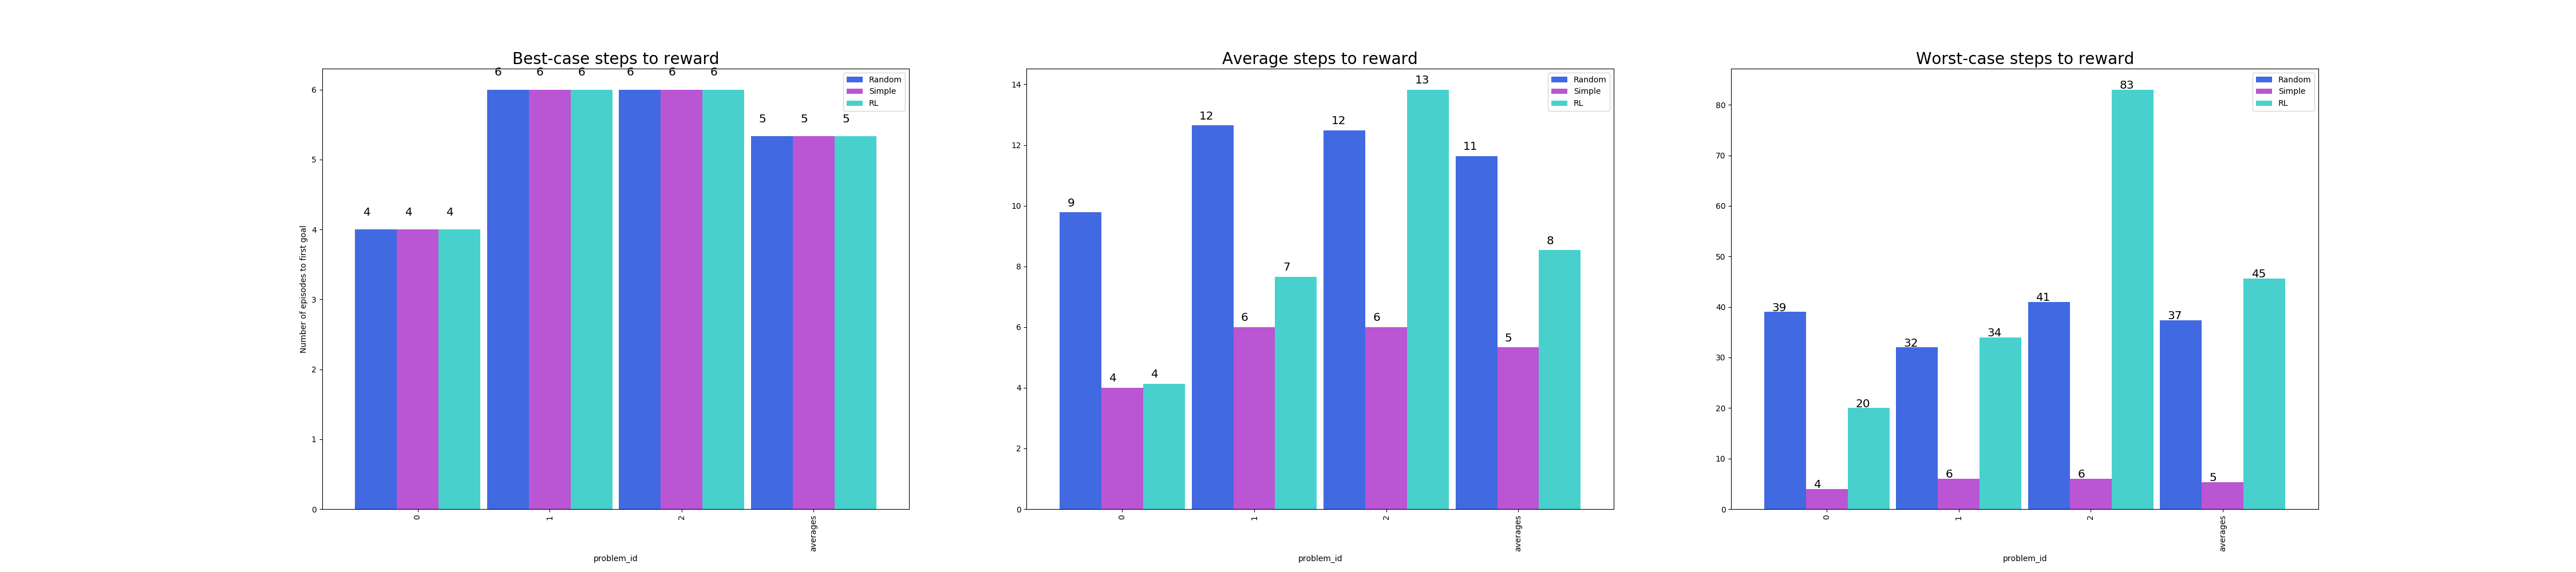 Best-case steps to reward
Number of episodes to first goal
6
5
4
3
2
1
0
4 4 4
6 6 6
6 6 6
5 5 5
Random
Simple
RL
0 1 2 averages
problem_id
Average steps to reward
14
12
10
8
6
4
2
0
9 4 4
12 6 7
12 6 13
11 5 8
Random
Simple
RL
0 1 2 averages
problem_id
Worst-case steps to reward
80
70
60
50
40
30
20
10
0
39 4 20
32 6 34
41 6 83
37 5 45
Random
Simple
RL
0 1 2 averages
problem_id